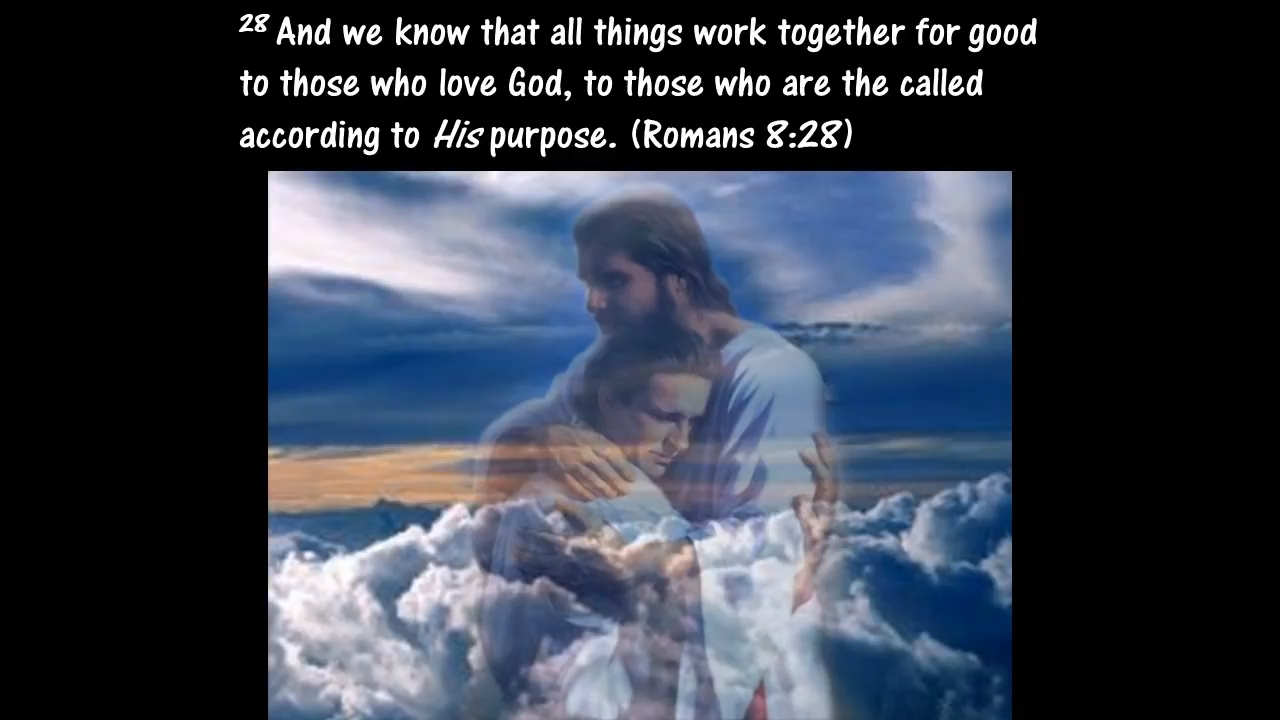 28 And we know that all things work together for good
to those who love God, to those who are the called
according to His purpose. (Romans 8:28)